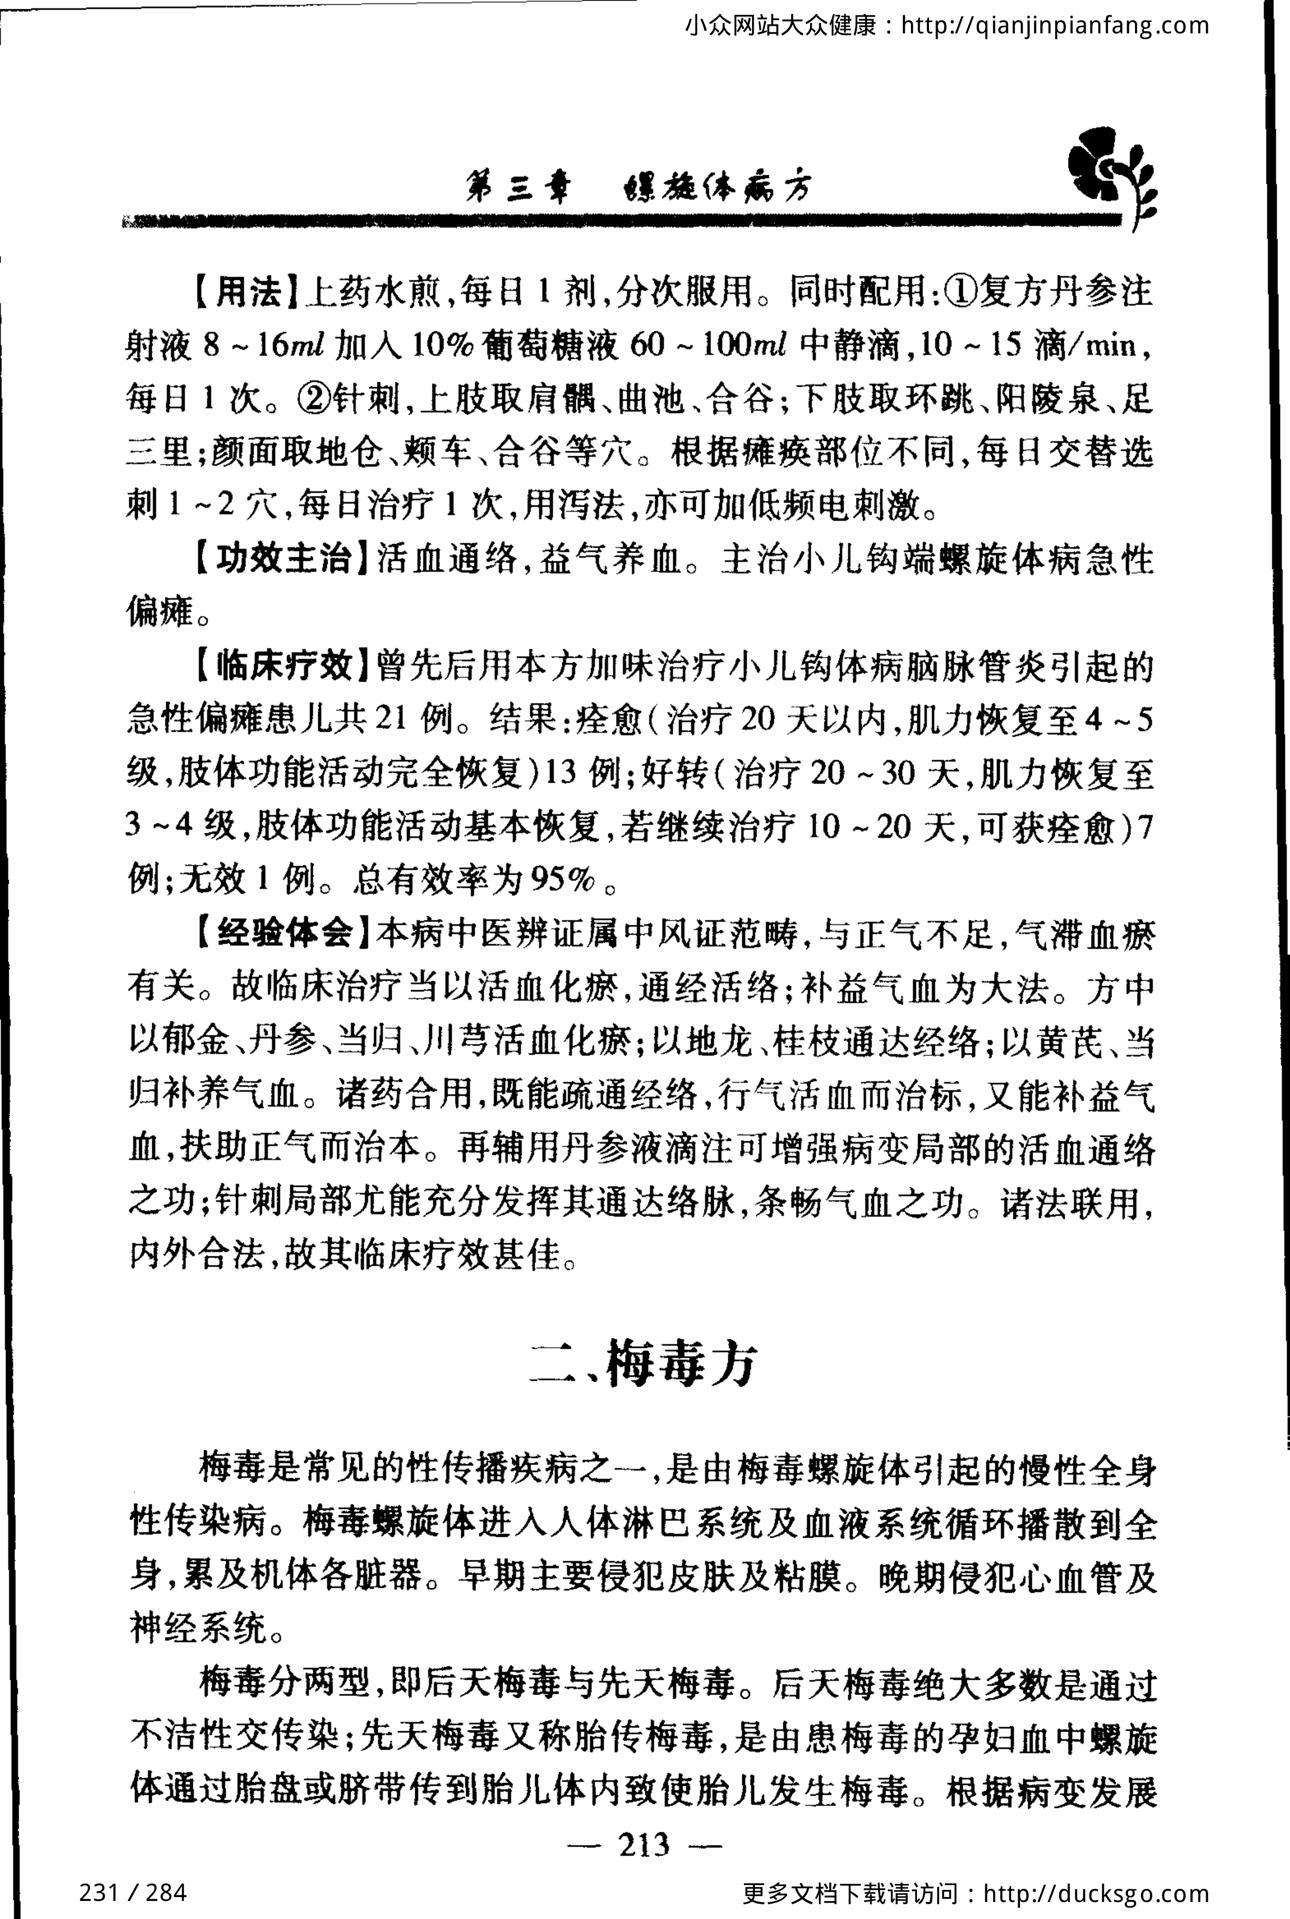 小众网站大众健康：http://qianjinpianfang.com
第三章 螺旋体病方
【用法】上药水煎,每日1剂,分次服用。同时配用:①复方丹参注
射液8~16ml加入10%葡萄糖液60~100ml中静滴,10~15滴/min,
每日1次。②针刺,上肢取肩髃、曲池、合谷;下肢取环跳、阳陵泉、足
三里;颜面取地仓、颊车、合谷等穴。根据瘫痪部位不同,每日交替选
刺1~2穴,每日治疗1次,用泻法,亦可加低频电刺激。
【功效主治】活血通络,益气养血。主治小儿钩端螺旋体病急性
偏瘫。
【临床疗效】曾先后用本方加味治疗小儿钩体病脑脉管炎引起的
急性偏瘫患儿共21例。结果:痊愈(治疗20天以内,肌力恢复至4~5
级,肢体功能活动完全恢复)13例;好转(治疗20~30天,肌力恢复至
3~4级,肢体功能活动基本恢复,若继续治疗10~20天,可获痊愈)7
例;无效1例。总有效率为95%。
【经验体会】本病中医辨证属中风证范畴,与正气不足,气滞血瘀
有关。故临床治疗当以活血化瘀,通经活络;补益气血为大法。方中
以郁金、丹参、当归、川芎活血化瘀;以地龙、桂枝通达经络;以黄芪、当
归补养气血。诸药合用,既能疏通经络,行气活血而治标,又能补益气
血,扶助正气而治本。再辅用丹参液滴注可增强病变局部的活血通络
之功;针刺局部尤能充分发挥其通达络脉,条畅气血之功。诸法联用,
内外合法,故其临床疗效甚佳。
二、梅毒方
梅毒是常见的性传播疾病之一,是由梅毒螺旋体引起的慢性全身
性传染病。梅毒螺旋体进入人体淋巴系统及血液系统循环播散到全
身,累及机体各脏器。早期主要侵犯皮肤及粘膜。晚期侵犯心血管及
神经系统。
梅毒分两型,即后天梅毒与先天梅毒。后天梅毒绝大多数是通过
不洁性交传染;先天梅毒又称胎传梅毒,是由患梅毒的孕妇血中螺旋
体通过胎盘或脐带传到胎儿体内致使胎儿发生梅毒。根据病变发展
— 213 —
231 / 284
更多文档下载请访问：http://ducksgo.com